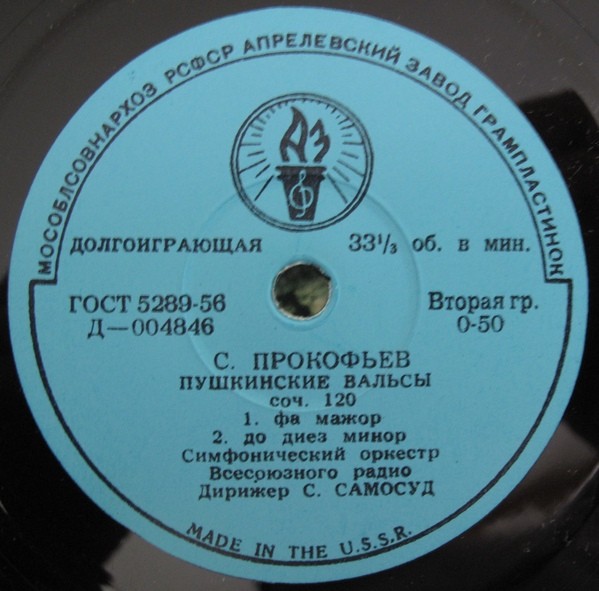 МОСОБЛСОВНАРХОЗ РСФСР АПРЕЛЕВСКИЙ ЗАВОД ГРАМПЛАСТИНОК
АЗ
ДОЛГОИГРАЮЩАЯ 33⅓ об. в мин.
ГОСТ 5289-56 Вторая гр.
Д—004846 0-50
С. ПРОКОФЬЕВ
ПУШКИНСКИЕ ВАЛЬСЫ
соч. 120
1. фа мажор
2. до диез минор
Симфонический оркестр
Всесоюзного радио
Дирижер С. САМОСУД
MADE IN THE U.S.S.R.